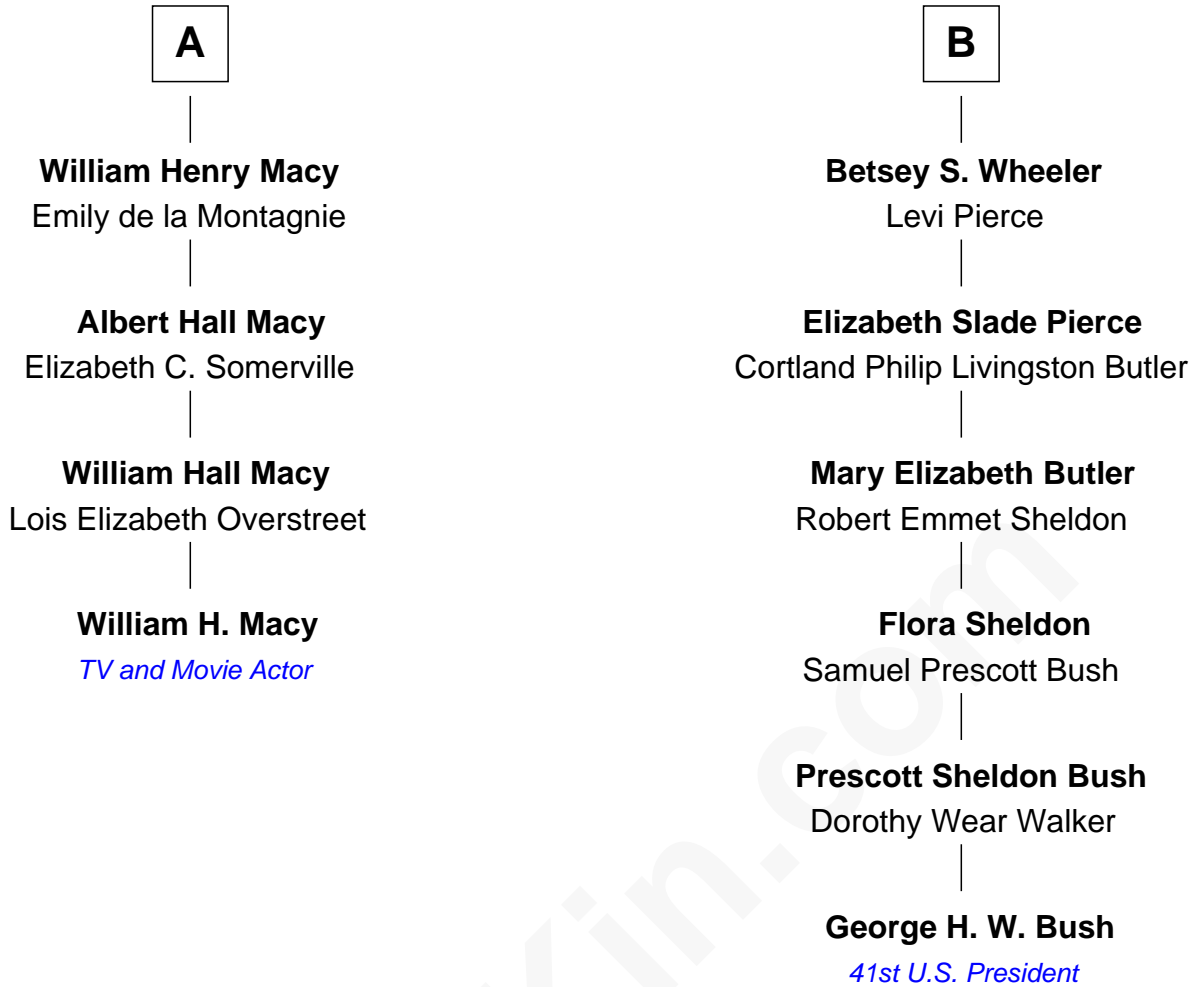 A
William Henry Macy
Emily de la Montagnie
Albert Hall Macy
Elizabeth C. Somerville
William Hall Macy
Lois Elizabeth Overstreet
William H. Macy
TV and Movie Actor
B
Betsey S. Wheeler
Levi Pierce
Elizabeth Slade Pierce
Cortland Philip Livingston Butler
Mary Elizabeth Butler
Robert Emmet Sheldon
Flora Sheldon
Samuel Prescott Bush
Prescott Sheldon Bush
Dorothy Wear Walker
George H. W. Bush
41st U.S. President